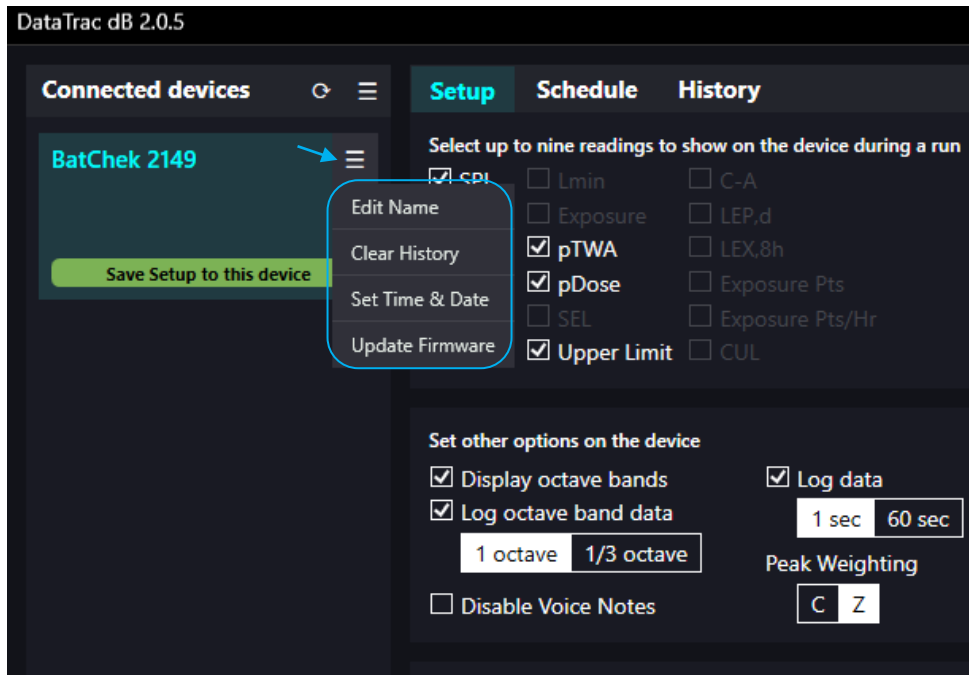 DataTrac dB 2.0.5
Connected devices
BatChek 2149
Save Setup to this device
Edit Name
Clear History
Set Time & Date
Update Firmware
Setup Schedule History
Select up to nine readings to show on the device during a run
SPL Lmin C-A
Exposure LEP,d
pTWA LEX,8h
pDose Exposure Pts
SEL Exposure Pts/Hr
Upper Limit CUL
Set other options on the device
Display octave bands
Log octave band data
1 octave 1/3 octave
Disable Voice Notes
Log data
1 sec 60 sec
Peak Weighting
C Z